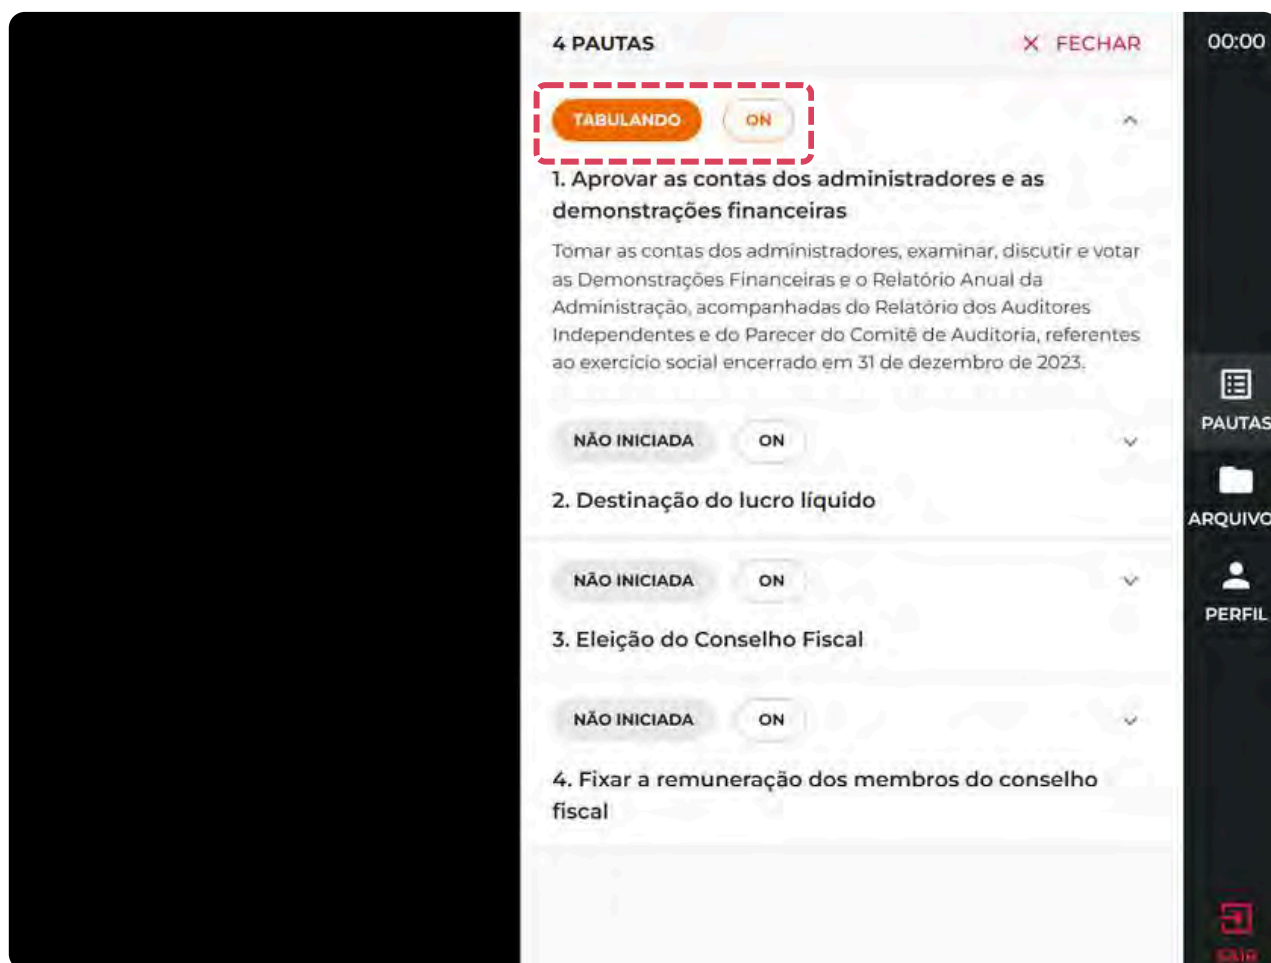 4 PAUTAS
FECHAR
00:00
TABULANDO
ON
1. Aprovar as contas dos administradores e as
demonstrações financeiras
Tomar as contas dos administradores, examinar, discutir e votar
as Demonstrações Financeiras e o Relatório Anual da
Administração, acompanhadas do Relatório dos Auditores
Independentes e do Parecer do Comitê de Auditoria, referentes
ao exercício social encerrado em 31 de dezembro de 2023.
NÃO INICIADA
ON
2. Destinação do lucro líquido
NÃO INICIADA
ON
3. Eleição do Conselho Fiscal
NÃO INICIADA
ON
4. Fixar a remuneração dos membros do conselho
fiscal
PAUTAS
ARQUIVO
PERFIL
SAIR